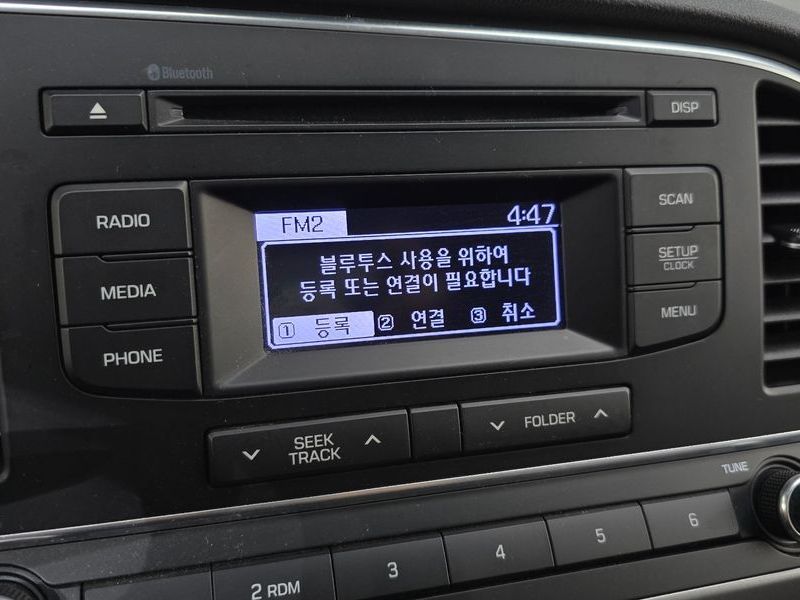 Bluetooth
DISP
RADIO
MEDIA
PHONE
FM2 4:47
블루투스 사용을 위하여
등록 또는 연결이 필요합니다
1 등록 2 연결 3 취소
SCAN
SETUP
CLOCK
MENU
SEEK
TRACK
FOLDER
TUNE
2 RDM
3
4
5
6